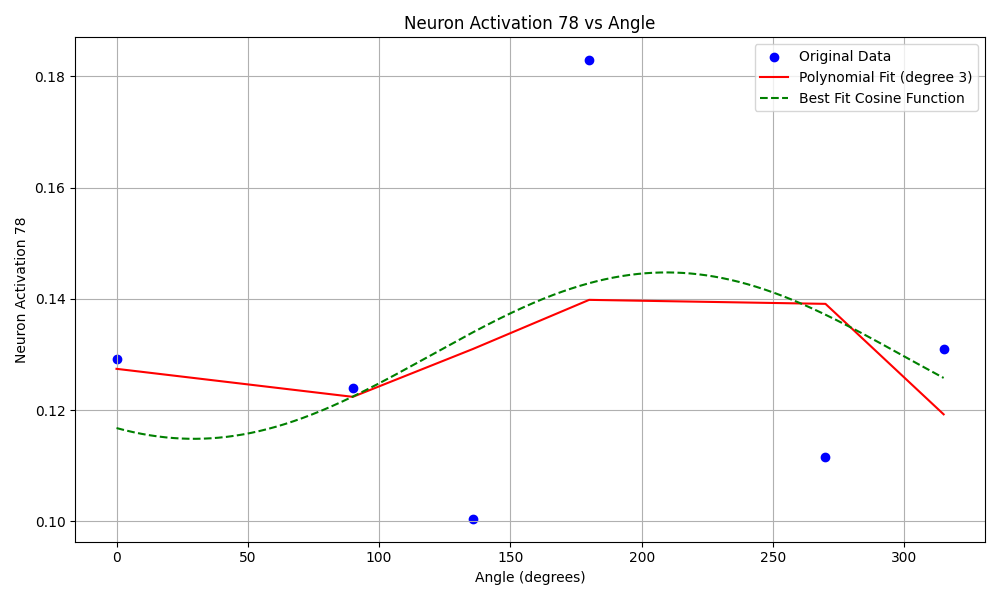 Neuron Activation 78 vs Angle
Original Data
Polynomial Fit (degree 3)
Best Fit Cosine Function
Neuron Activation 78
0.18
0.16
0.14
0.12
0.10
0 50 100 150 200 250 300
Angle (degrees)